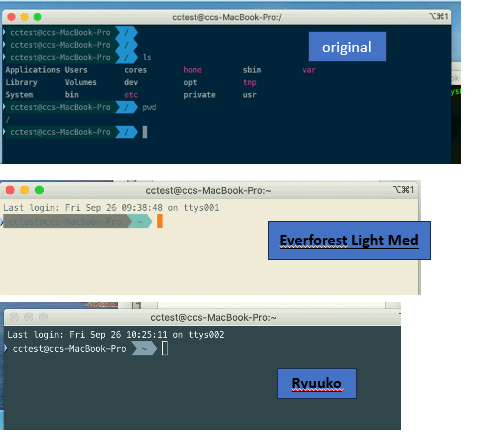 cctest@ccs-MacBook-Pro:/ ⌥⌘1
cctest@ccs-MacBook-Pro /
cctest@ccs-MacBook-Pro /
cctest@ccs-MacBook-Pro / ls
original
Applications Users cores home sbin var
Library Volumes dev opt tmp
System bin etc private usr
cctest@ccs-MacBook-Pro / pwd
/
cctest@ccs-MacBook-Pro /
cctest@ccs-MacBook-Pro:~ ⌥⌘1
Last login: Fri Sep 26 09:38:48 on ttys001
cctest@ccs-MacBook-Pro ~
Everforest Light Med
cctest@ccs-MacBook-Pro:~
Last login: Fri Sep 26 10:25:11 on ttys002
cctest@ccs-MacBook-Pro ~
Ryuuko